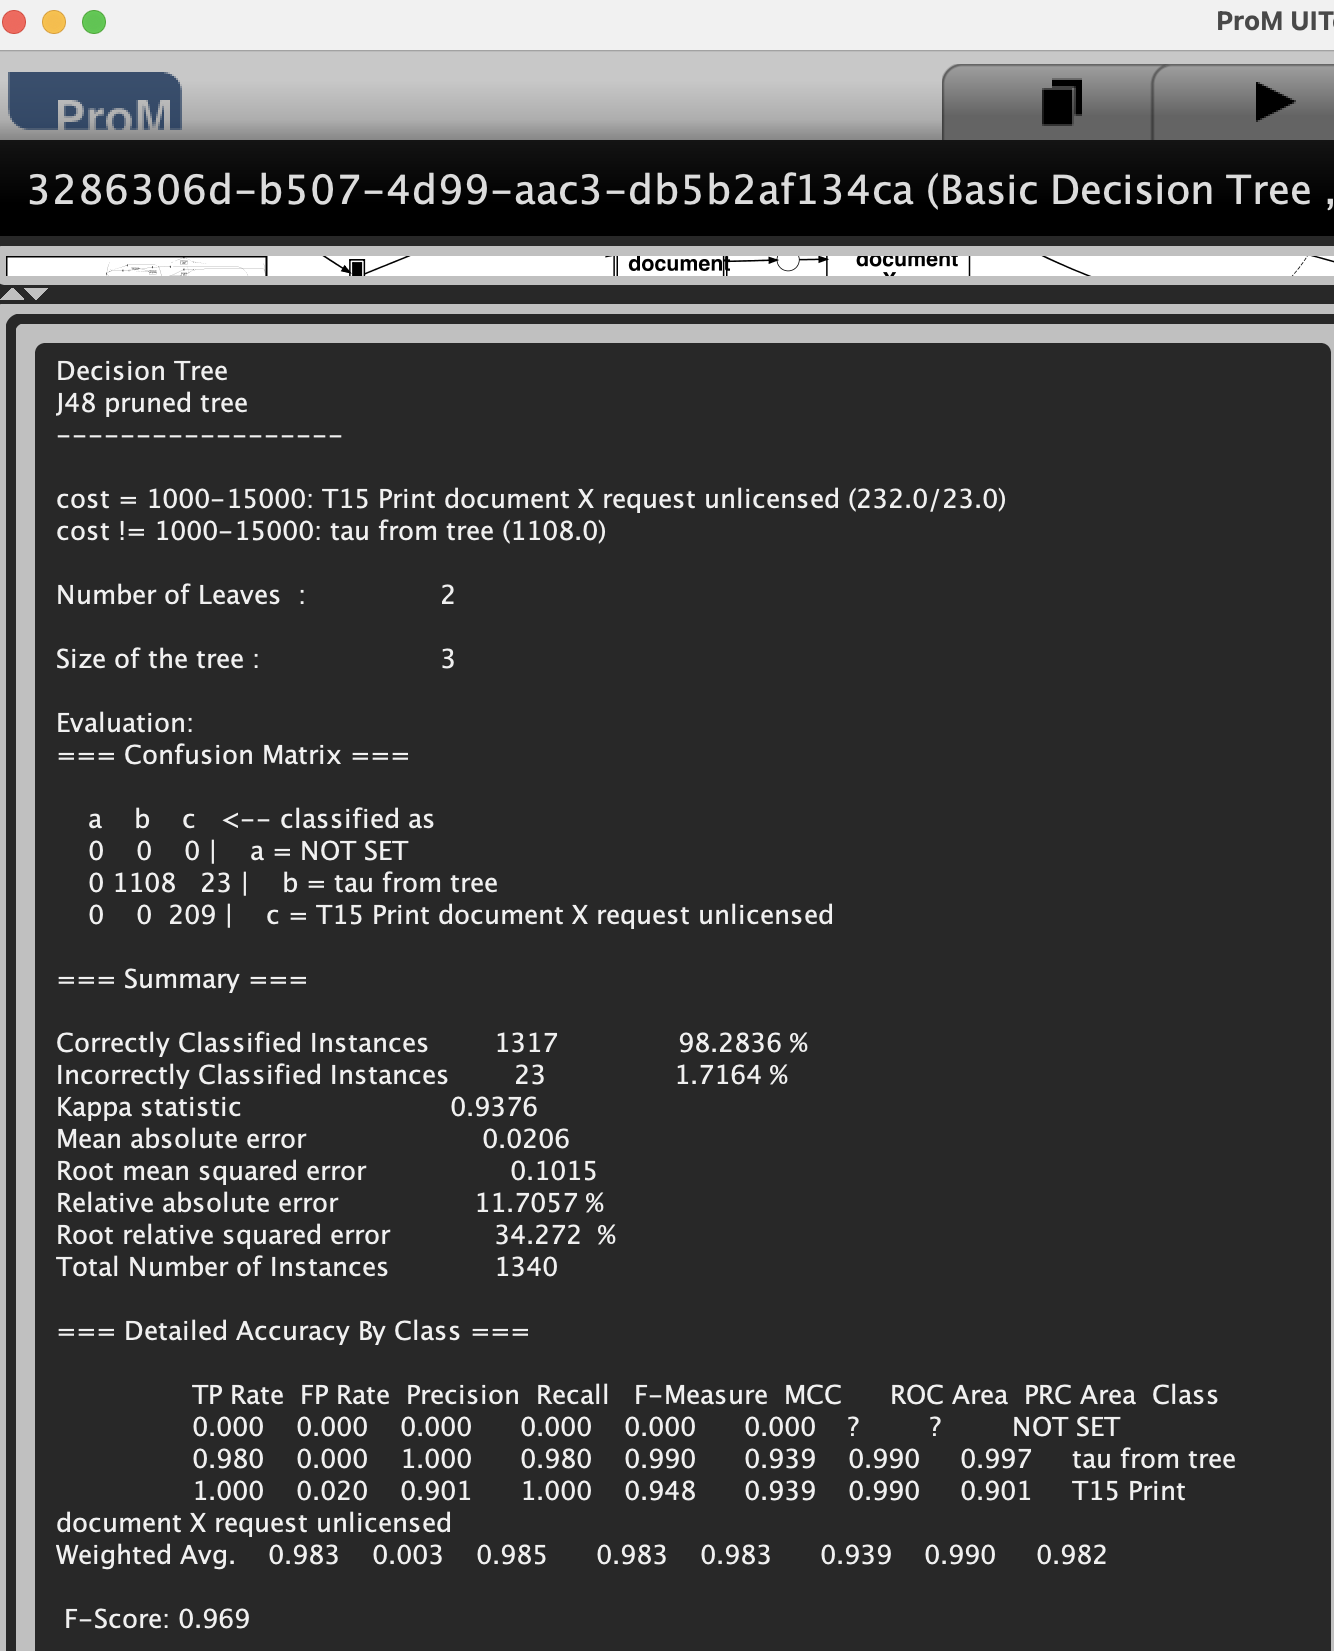 ProM UITo
ProM
3286306d-b507-4d99-aac3-db5b2af134ca (Basic Decision Tree ,
document
document
Decision Tree
J48 pruned tree
------------------
cost = 1000-15000: T15 Print document X request unlicensed (232.0/23.0)
cost != 1000-15000: tau from tree (1108.0)
Number of Leaves  : 2
Size of the tree : 3
Evaluation:
=== Confusion Matrix ===
a b c <-- classified as
0 0 0 | a = NOT SET
0 1108 23 | b = tau from tree
0 0 209 | c = T15 Print document X request unlicensed
=== Summary ===
Correctly Classified Instances 1317 98.2836 %
Incorrectly Classified Instances 23 1.7164 %
Kappa statistic 0.9376
Mean absolute error 0.0206
Root mean squared error 0.1015
Relative absolute error 11.7057 %
Root relative squared error 34.272 %
Total Number of Instances 1340
=== Detailed Accuracy By Class ===
TP Rate FP Rate Precision Recall F-Measure MCC ROC Area PRC Area Class
0.000 0.000 0.000 0.000 0.000 0.000 ? ? NOT SET
0.980 0.000 1.000 0.980 0.990 0.939 0.990 0.997 tau from tree
1.000 0.020 0.901 1.000 0.948 0.939 0.990 0.901 T15 Print
document X request unlicensed
Weighted Avg. 0.983 0.003 0.985 0.983 0.983 0.939 0.990 0.982
F-Score: 0.969